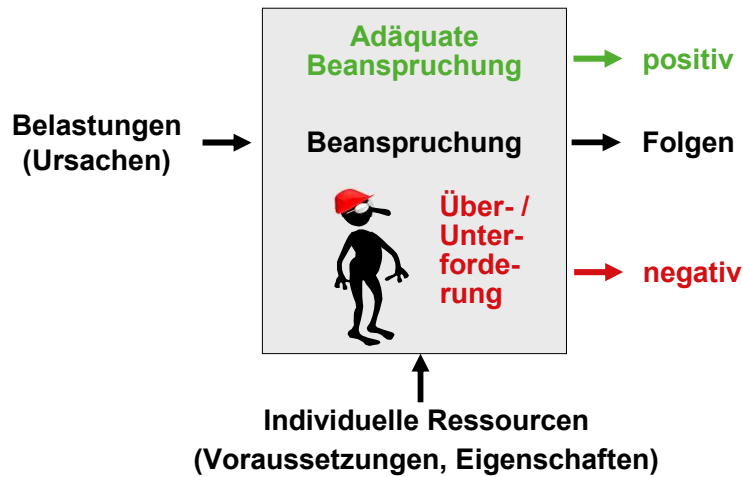 Adäquate
Beanspruchung
positiv
Belastungen
(Ursachen)
Beanspruchung
Folgen
Über- /
Unter-
forde-
rung
negativ
Individuelle Ressourcen
(Voraussetzungen, Eigenschaften)